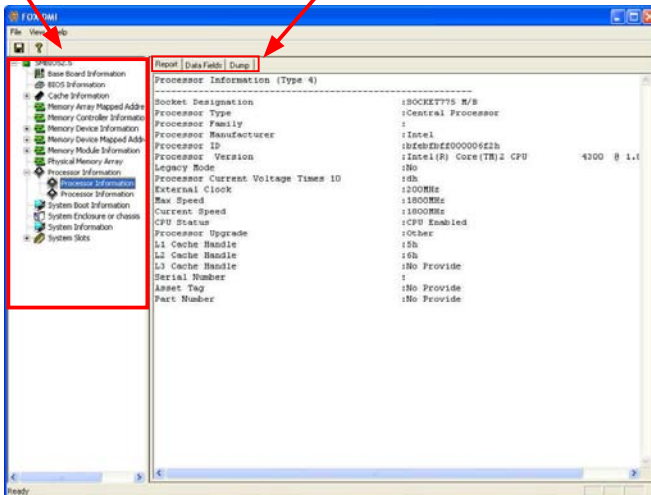 FOX DMI
File View Help
SMBIOS2.5
Base Board Information
BIOS Information
Cache Information
Memory Array Mapped Addre
Memory Controller Informatio
Memory Device Information
Memory Device Mapped Addr
Memory Module Information
Physical Memory Array
Processor Information
Processor Information
Processor Information
System Boot Information
System Enclosure or chassis
System Information
System Slots
Report Data Fields Dump
Processor Information (Type 4)
Socket Designation :SOCKET775 M/B
Processor Type :Central Processor
Processor Family :
Processor Manufacturer :Intel
Processor ID :bfebfbff000006f2h
Processor Version :Intel(R) Core(TM)2 CPU 4300 @ 1.8
Legacy Mode :No
Processor Current Voltage Times 10 :dh
External Clock :200MHz
Max Speed :1800MHz
Current Speed :1800MHz
CPU Status :CPU Enabled
Processor Upgrade :Other
L1 Cache Handle :5h
L2 Cache Handle :6h
L3 Cache Handle :No Provide
Serial Number :
Asset Tag :No Provide
Part Number :No Provide
Ready